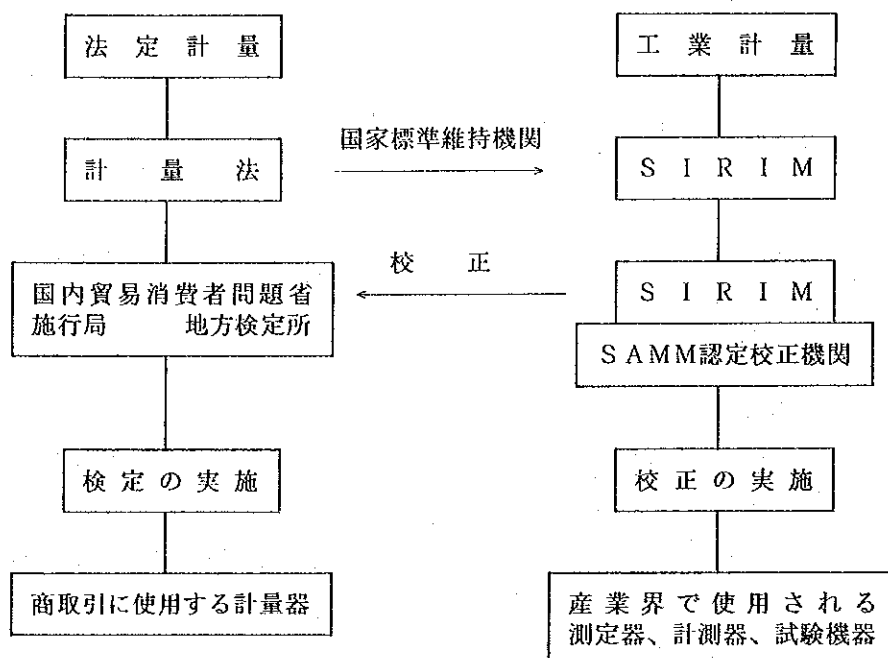 法定計量
工業計量
国家標準維持機関
計量法
SIRIM
校正
国内貿易消費者問題省
施行局 地方検定所
SIRIM
SAMM認定校正機関
検定の実施
校正の実施
商取引に使用する計量器
産業界で使用される
測定器、計測器、試験機器